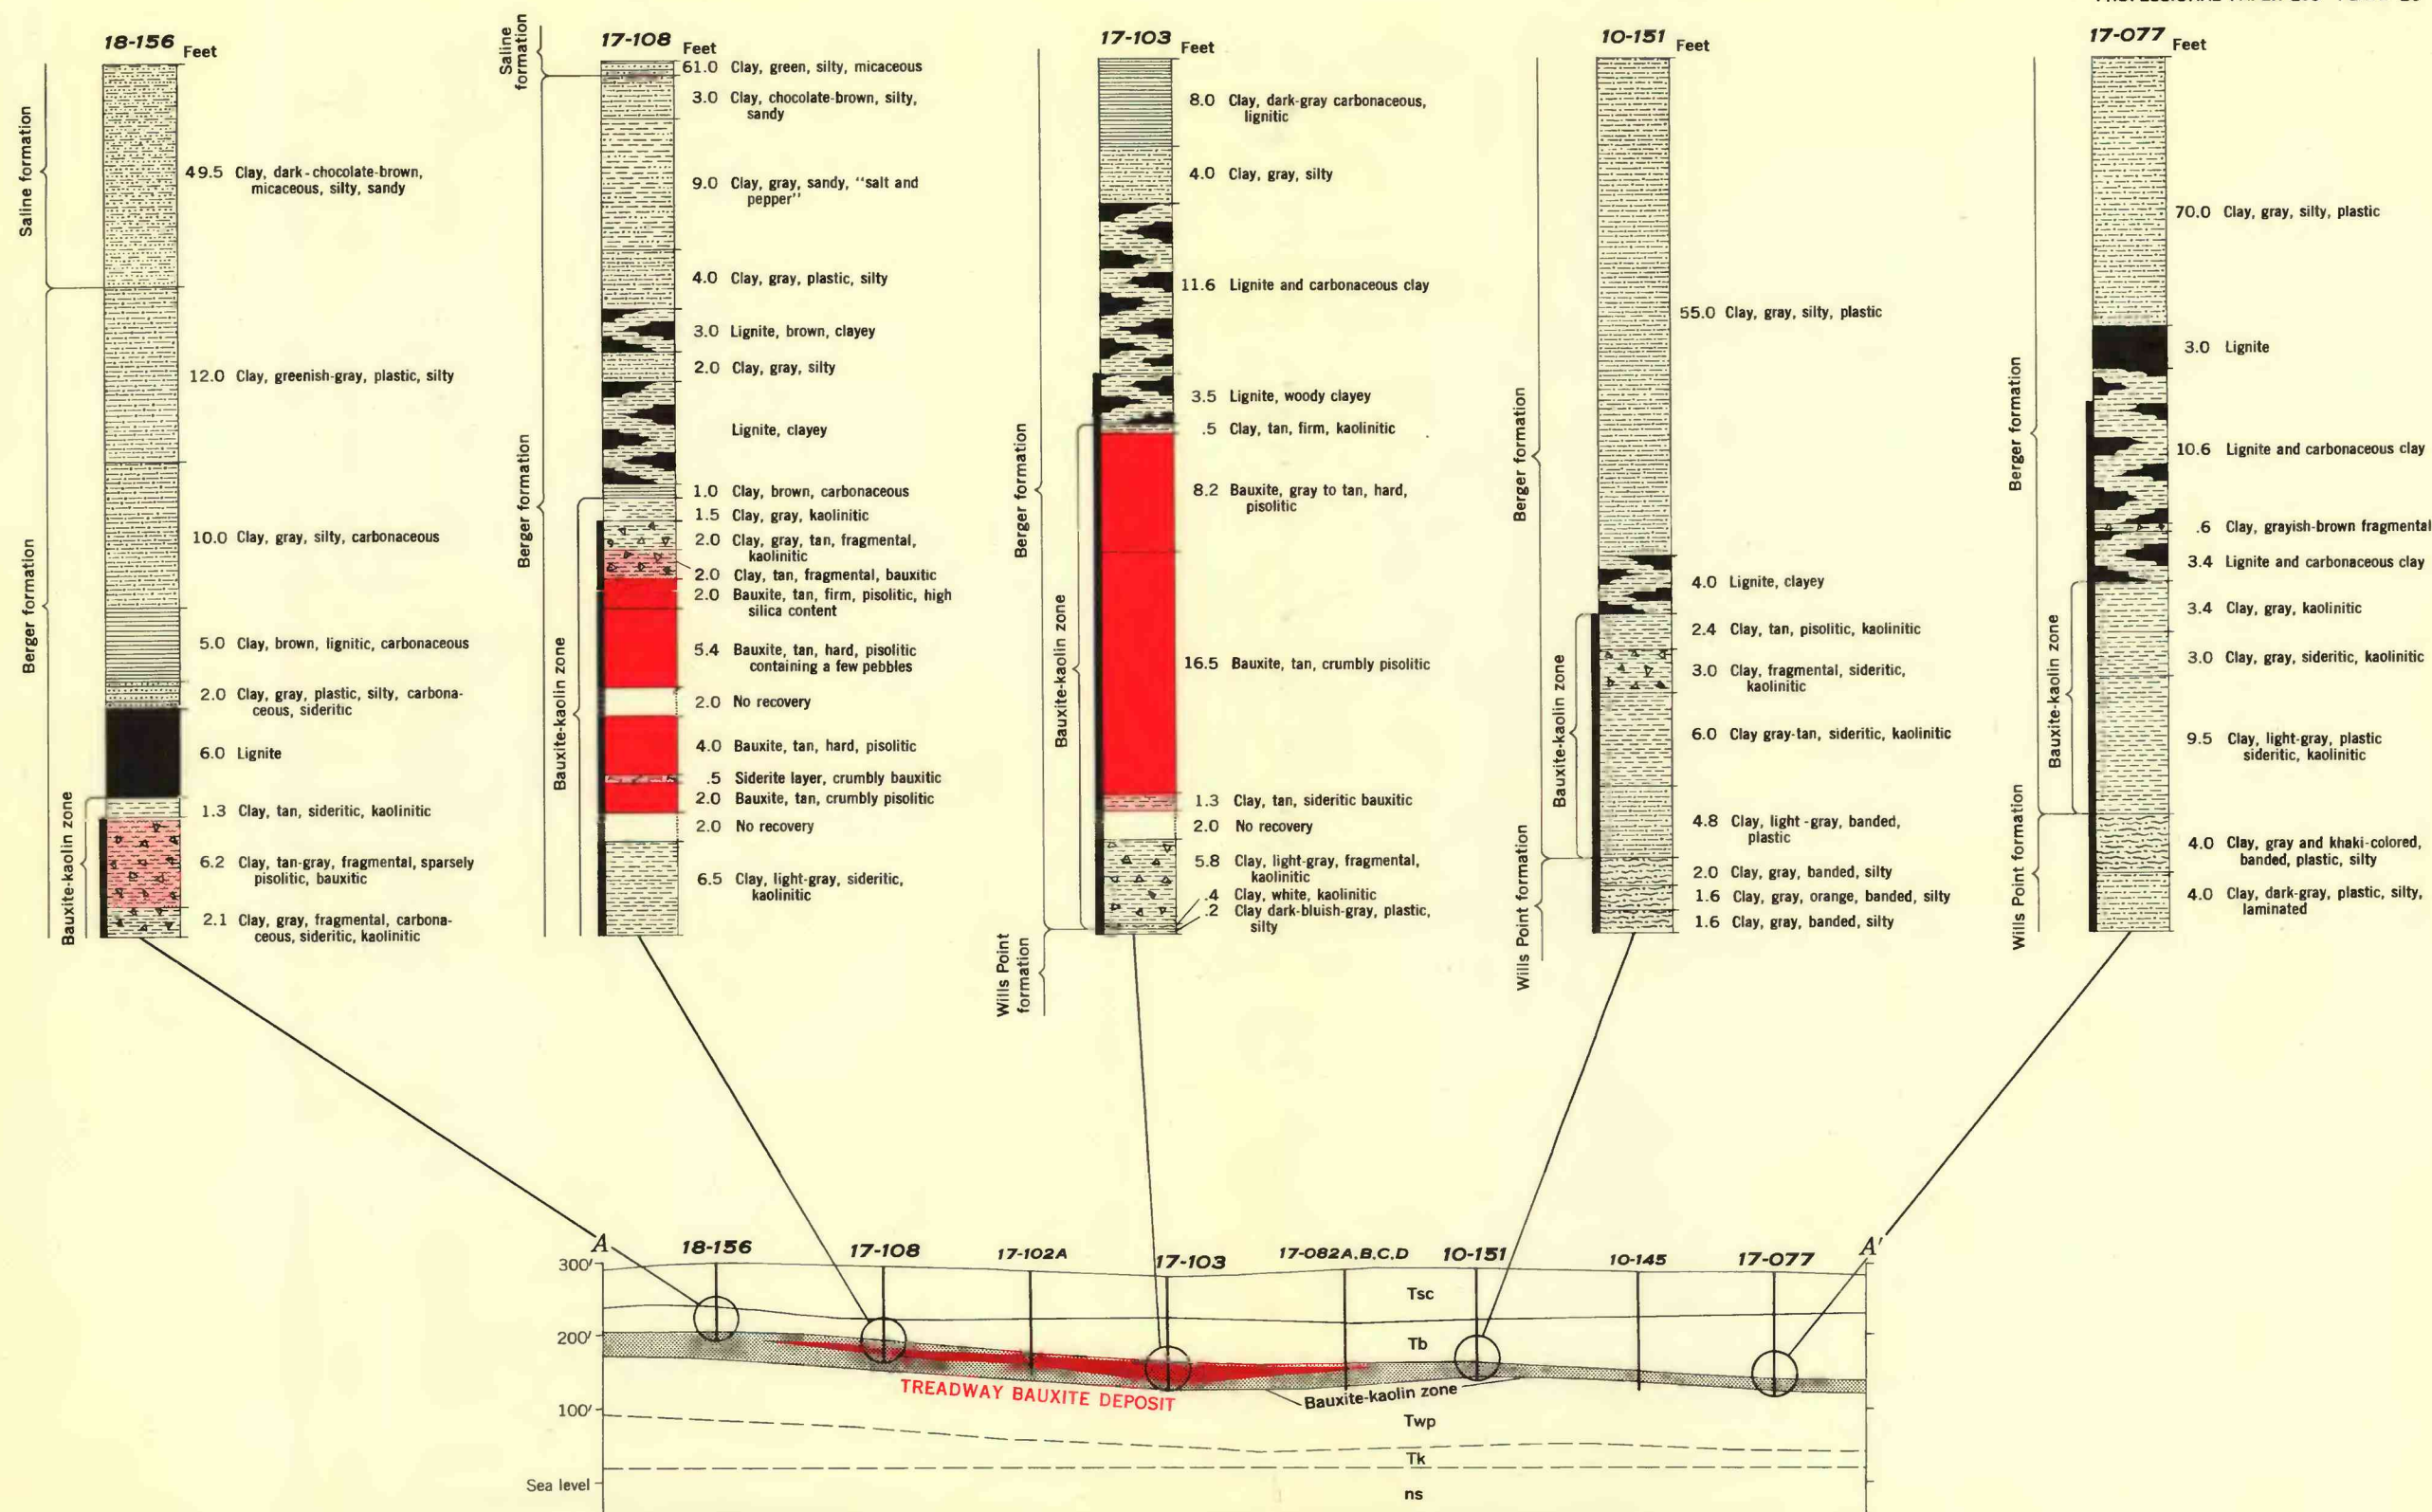 18-156
Feet
Saline formation
49.5 Clay, dark-chocolate-brown,
micaceous, silty, sandy
Berger formation
12.0 Clay, greenish-gray, plastic, silty
10.0 Clay, gray, silty, carbonaceous
5.0 Clay, brown, lignitic, carbonaceous
2.0 Clay, gray, plastic, silty, carbona-
ceous, sideritic
6.0 Lignite
Bauxite-kaolin zone
1.3 Clay, tan, sideritic, kaolinitic
6.2 Clay, tan-gray, fragmental, sparsely
pisolitic, bauxitic
2.1 Clay, gray, fragmental, carbona-
ceous, sideritic, kaolinitic
17-108
Feet
Saline
formation
61.0 Clay, green, silty, micaceous
3.0 Clay, chocolate-brown, silty,
sandy
9.0 Clay, gray, sandy, "salt and
pepper"
4.0 Clay, gray, plastic, silty
3.0 Lignite, brown, clayey
2.0 Clay, gray, silty
Berger formation
Lignite, clayey
1.0 Clay, brown, carbonaceous
1.5 Clay, gray, kaolinitic
2.0 Clay, gray, tan, fragmental,
kaolinitic
2.0 Clay, tan, fragmental, bauxitic
2.0 Bauxite, tan, firm, pisolitic, high
silica content
Bauxite-kaolin zone
5.4 Bauxite, tan, hard, pisolitic
containing a few pebbles
2.0 No recovery
4.0 Bauxite, tan, hard, pisolitic
.5 Siderite layer, crumbly bauxitic
2.0 Bauxite, tan, crumbly pisolitic
2.0 No recovery
6.5 Clay, light-gray, sideritic,
kaolinitic
17-103
Feet
8.0 Clay, dark-gray carbonaceous,
lignitic
4.0 Clay, gray, silty
11.6 Lignite and carbonaceous clay
3.5 Lignite, woody clayey
.5 Clay, tan, firm, kaolinitic
Berger formation
8.2 Bauxite, gray to tan, hard,
pisolitic
Bauxite-kaolin zone
16.5 Bauxite, tan, crumbly pisolitic
1.3 Clay, tan, sideritic bauxitic
2.0 No recovery
5.8 Clay, light-gray, fragmental,
kaolinitic
.4 Clay, white, kaolinitic
.2 Clay dark-bluish-gray, plastic,
silty
Wills Point
formation
10-151
Feet
55.0 Clay, gray, silty, plastic
Berger formation
4.0 Lignite, clayey
2.4 Clay, tan, pisolitic, kaolinitic
3.0 Clay, fragmental, sideritic,
kaolinitic
Bauxite-kaolin zone
6.0 Clay gray-tan, sideritic, kaolinitic
4.8 Clay, light-gray, banded,
plastic
Wills Point formation
2.0 Clay, gray, banded, silty
1.6 Clay, gray, orange, banded, silty
1.6 Clay, gray, banded, silty
17-077
Feet
70.0 Clay, gray, silty, plastic
3.0 Lignite
Berger formation
10.6 Lignite and carbonaceous clay
.6 Clay, grayish-brown fragmental
3.4 Lignite and carbonaceous clay
3.4 Clay, gray, kaolinitic
3.0 Clay, gray, sideritic, kaolinitic
Bauxite-kaolin zone
9.5 Clay, light-gray, plastic
sideritic, kaolinitic
Wills Point formation
4.0 Clay, gray and khaki-colored,
banded, plastic, silty
4.0 Clay, dark-gray, plastic, silty,
laminated
A
18-156
17-108
17-102A
17-103
17-082A.B.C.D
10-151
10-145
17-077
A'
300'
Tsc
200'
Tb
TREADWAY BAUXITE DEPOSIT
Bauxite-kaolin zone
100'
Twp
Tk
Sea level
ns